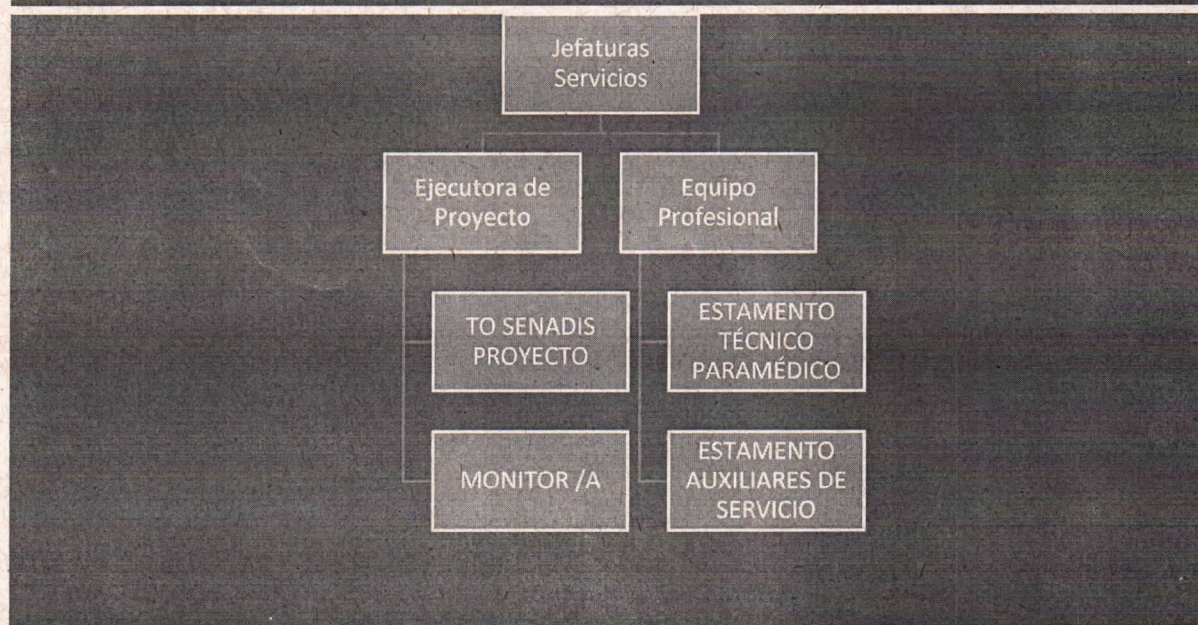 Jefaturas
Servicios
Ejecutora de
Proyecto
Equipo
Profesional
TO SENADIS
PROYECTO
ESTAMENTO
TÉCNICO
PARAMÉDICO
MONITOR /A
ESTAMENTO
AUXILIARES DE
SERVICIO